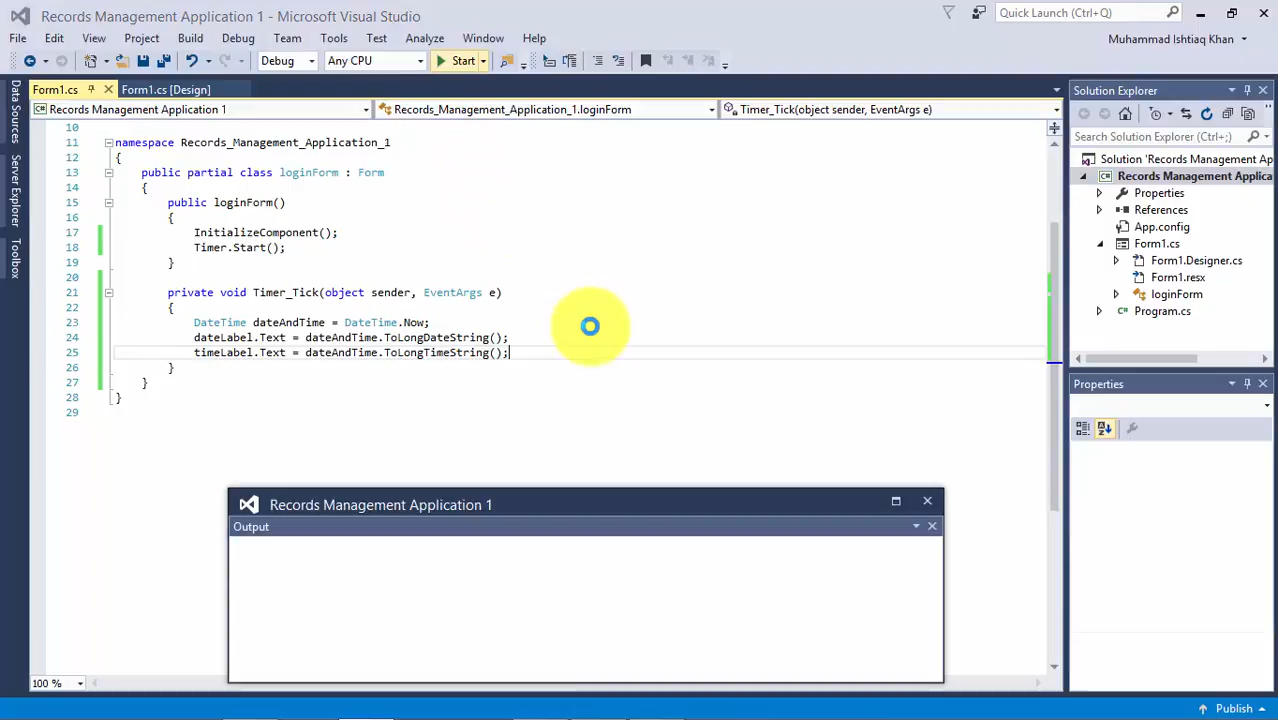 Records Management Application 1 - Microsoft Visual Studio
Quick Launch (Ctrl+Q)
File Edit View Project Build Debug Team Tools Test Analyze Window Help
Muhammad Ishtiaq Khan
Debug Any CPU Start
Form1.cs Form1.cs [Design]
Records Management Application 1 Records_Management_Application_1.loginForm Timer_Tick(object sender, EventArgs e)
Data Sources
Server Explorer
Toolbox
10
11 namespace Records_Management_Application_1
12 {
13 public partial class loginForm : Form
14 {
15 public loginForm()
16 {
17 InitializeComponent();
18 Timer.Start();
19 }
20
21 private void Timer_Tick(object sender, EventArgs e)
22 {
23 DateTime dateAndTime = DateTime.Now;
24 dateLabel.Text = dateAndTime.ToLongDateString();
25 timeLabel.Text = dateAndTime.ToLongTimeString();
26 }
27 }
28 }
29
Records Management Application 1
Output
100 %
Solution Explorer
Search Solution Explorer (Ctrl+;)
Solution 'Records Management Ap
Records Management Applica
Properties
References
App.config
Form1.cs
Form1.Designer.cs
Form1.resx
loginForm
Program.cs
Properties
Publish